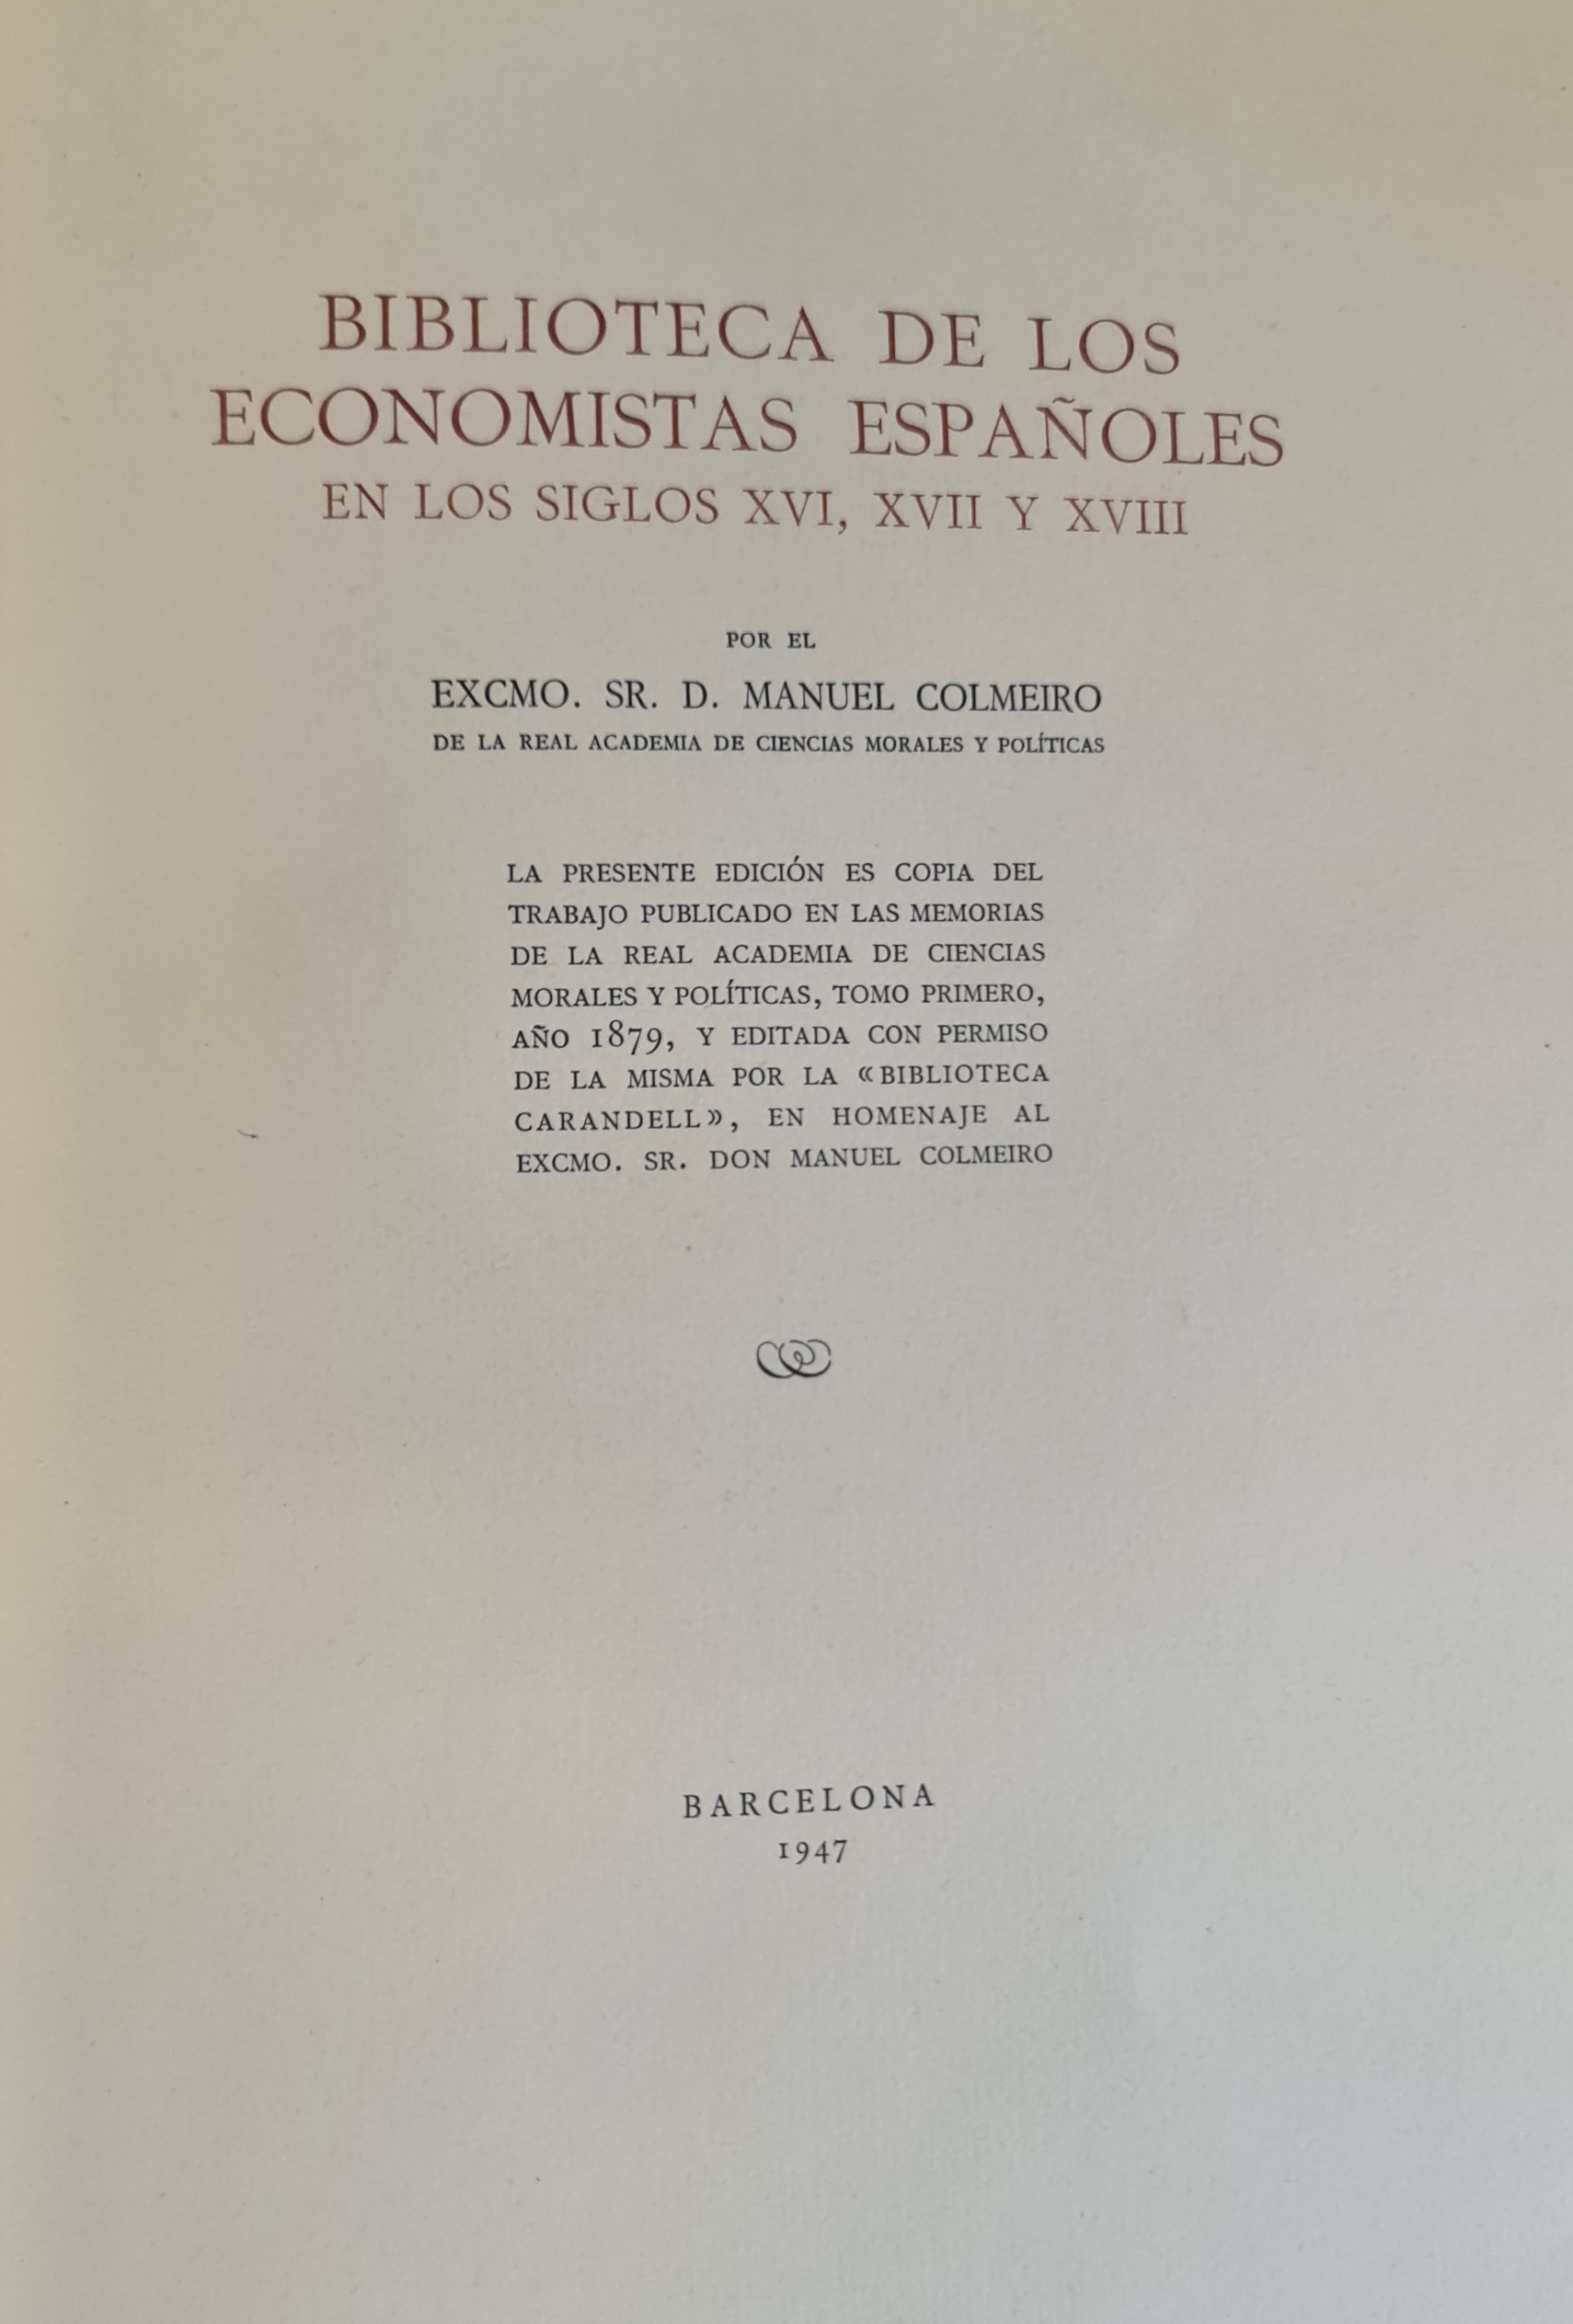 BIBLIOTECA DE LOS
ECONOMISTAS ESPAÑOLES
EN LOS SIGLOS XVI, XVII Y XVIII
POR EL
EXCMO. SR. D. MANUEL COLMEIRO
DE LA REAL ACADEMIA DE CIENCIAS MORALES Y POLÍTICAS
LA PRESENTE EDICIÓN ES COPIA DEL
TRABAJO PUBLICADO EN LAS MEMORIAS
DE LA REAL ACADEMIA DE CIENCIAS
MORALES Y POLÍTICAS, TOMO PRIMERO,
AÑO 1879, Y EDITADA CON PERMISO
DE LA MISMA POR LA «BIBLIOTECA
CARANDELL», EN HOMENAJE AL
EXCMO. SR. DON MANUEL COLMEIRO
BARCELONA
1947